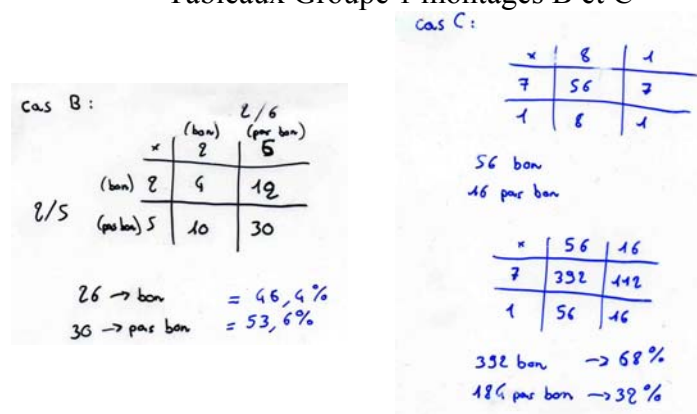 Tableaux Groupe 1 montages B et C
cas B :
2/6
(bon) (pas bon)
x 2 6
(bon) 2 4 12
2/5
(pas bon) 5 10 30
26 → bon = 46,4%
30 → pas bon = 53,6%
cas C :
x 8 1
7 56 7
1 8 1
56 bon
16 pas bon
x 56 16
7 392 112
1 56 16
392 bon → 68%
184 pas bon → 32%